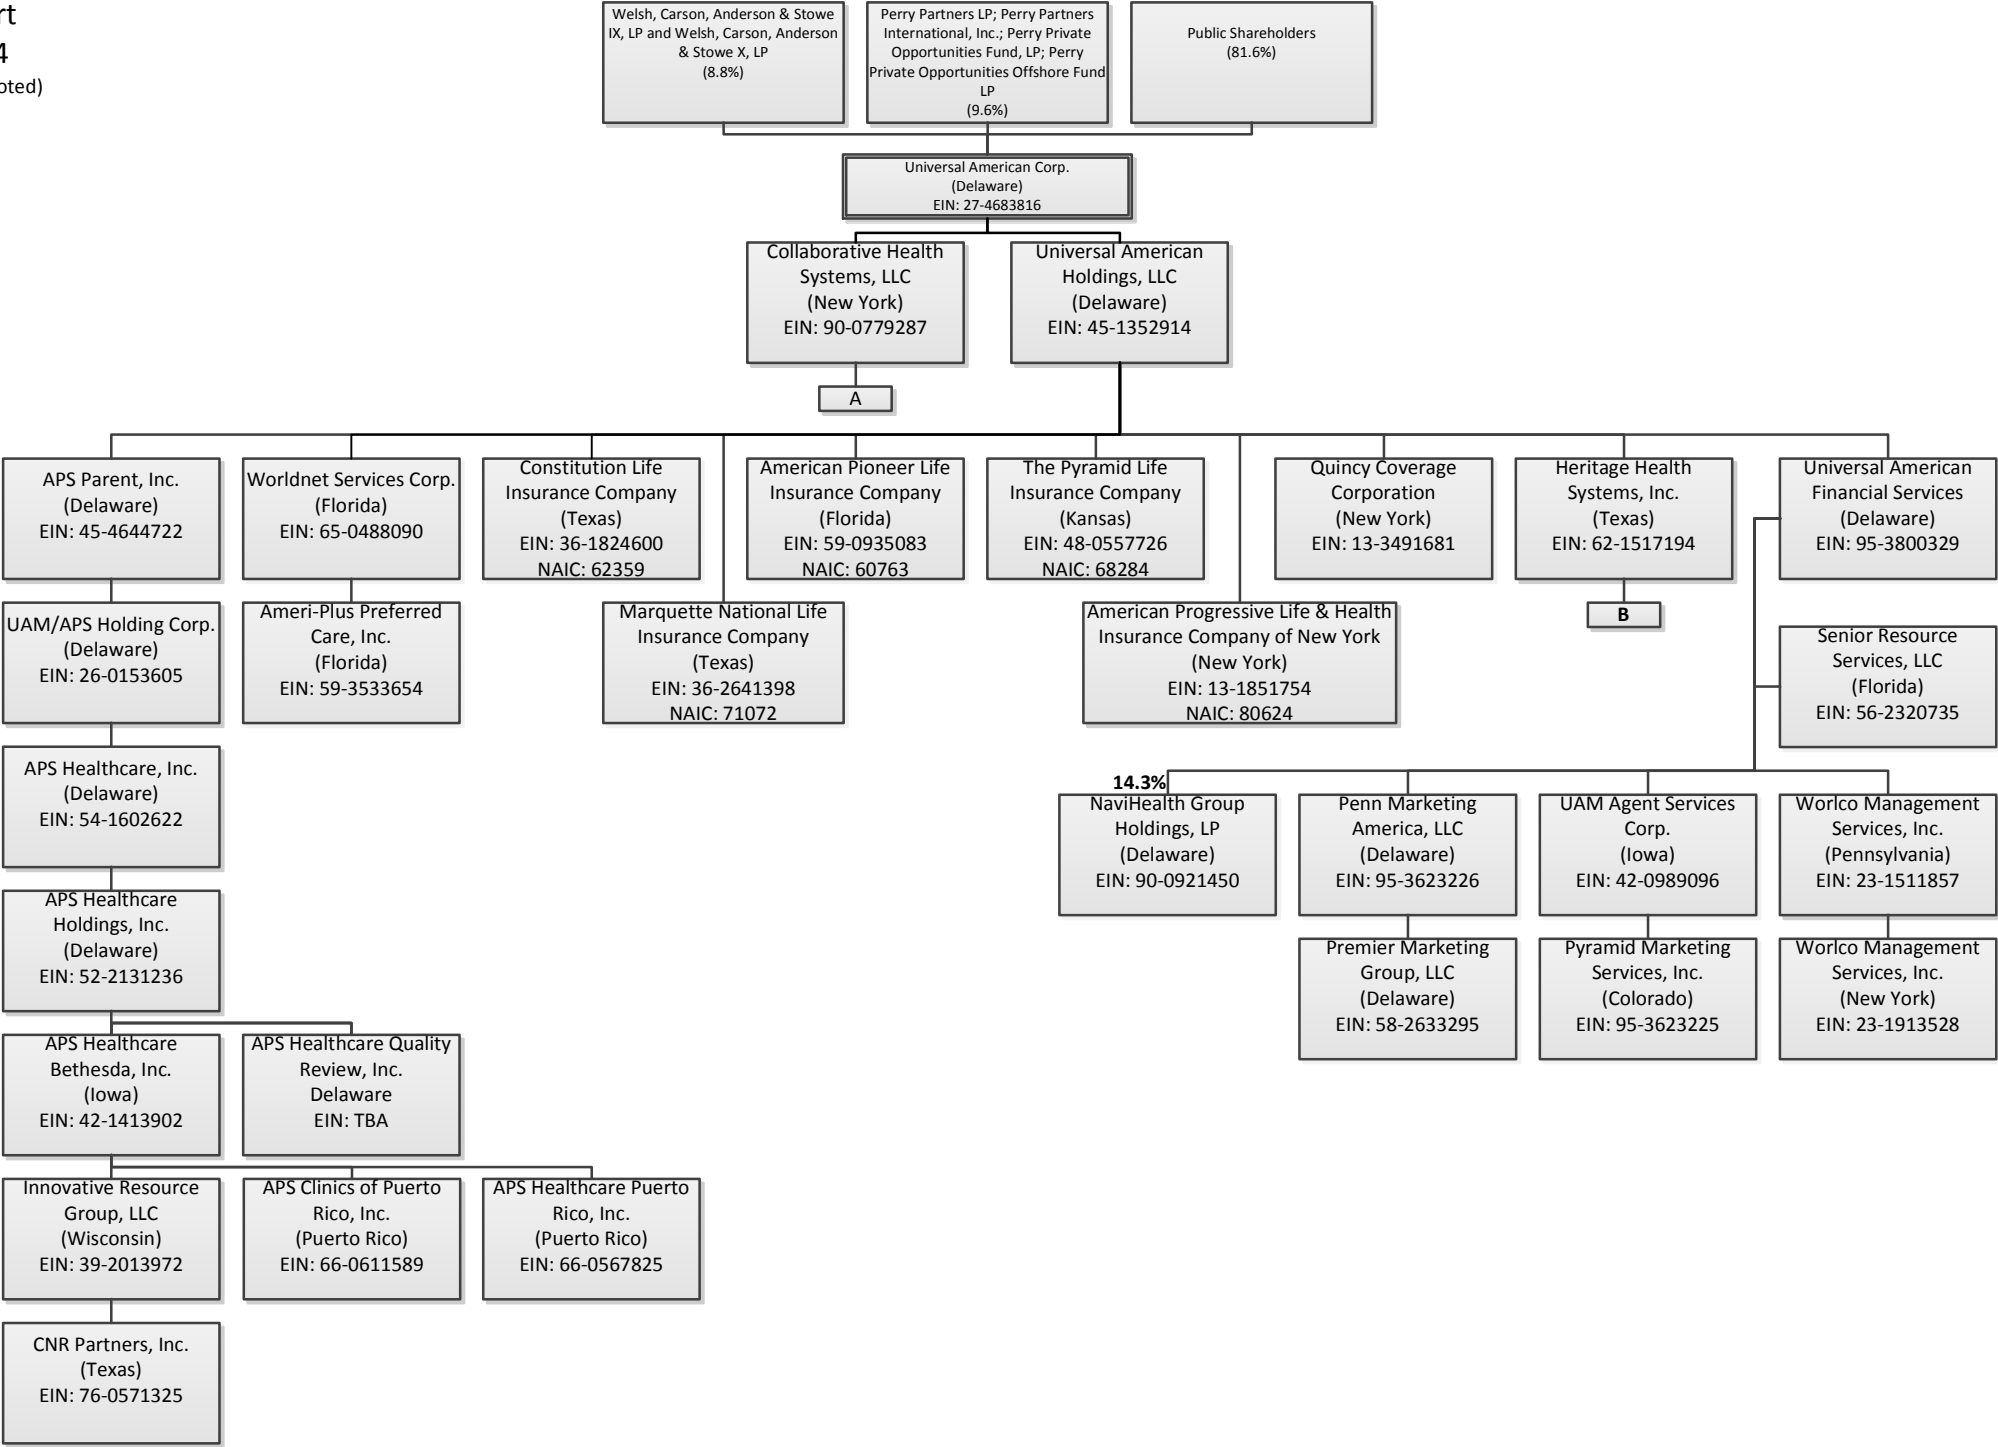 rt
4
oted)
Welsh, Carson, Anderson & Stowe
IX, LP and Welsh, Carson, Anderson
& Stowe X, LP
(8.8%)
Perry Partners LP; Perry Partners
International, Inc.; Perry Private
Opportunities Fund, LP; Perry
Private Opportunities Offshore Fund
LP
(9.6%)
Public Shareholders
(81.6%)
Universal American Corp.
(Delaware)
EIN: 27-4683816
Collaborative Health
Systems, LLC
(New York)
EIN: 90-0779287
Universal American
Holdings, LLC
(Delaware)
EIN: 45-1352914
A
APS Parent, Inc.
(Delaware)
EIN: 45-4644722
Worldnet Services Corp.
(Florida)
EIN: 65-0488090
Constitution Life
Insurance Company
(Texas)
EIN: 36-1824600
NAIC: 62359
American Pioneer Life
Insurance Company
(Florida)
EIN: 59-0935083
NAIC: 60763
The Pyramid Life
Insurance Company
(Kansas)
EIN: 48-0557726
NAIC: 68284
Quincy Coverage
Corporation
(New York)
EIN: 13-3491681
Heritage Health
Systems, Inc.
(Texas)
EIN: 62-1517194
Universal American
Financial Services
(Delaware)
EIN: 95-3800329
UAM/APS Holding Corp.
(Delaware)
EIN: 26-0153605
Ameri-Plus Preferred
Care, Inc.
(Florida)
EIN: 59-3533654
Marquette National Life
Insurance Company
(Texas)
EIN: 36-2641398
NAIC: 71072
American Progressive Life & Health
Insurance Company of New York
(New York)
EIN: 13-1851754
NAIC: 80624
B
Senior Resource
Services, LLC
(Florida)
EIN: 56-2320735
APS Healthcare, Inc.
(Delaware)
EIN: 54-1602622
14.3%
NaviHealth Group
Holdings, LP
(Delaware)
EIN: 90-0921450
Penn Marketing
America, LLC
(Delaware)
EIN: 95-3623226
UAM Agent Services
Corp.
(Iowa)
EIN: 42-0989096
Worlco Management
Services, Inc.
(Pennsylvania)
EIN: 23-1511857
APS Healthcare
Holdings, Inc.
(Delaware)
EIN: 52-2131236
Premier Marketing
Group, LLC
(Delaware)
EIN: 58-2633295
Pyramid Marketing
Services, Inc.
(Colorado)
EIN: 95-3623225
Worlco Management
Services, Inc.
(New York)
EIN: 23-1913528
APS Healthcare
Bethesda, Inc.
(Iowa)
EIN: 42-1413902
APS Healthcare Quality
Review, Inc.
Delaware
EIN: TBA
Innovative Resource
Group, LLC
(Wisconsin)
EIN: 39-2013972
APS Clinics of Puerto
Rico, Inc.
(Puerto Rico)
EIN: 66-0611589
APS Healthcare Puerto
Rico, Inc.
(Puerto Rico)
EIN: 66-0567825
CNR Partners, Inc.
(Texas)
EIN: 76-0571325